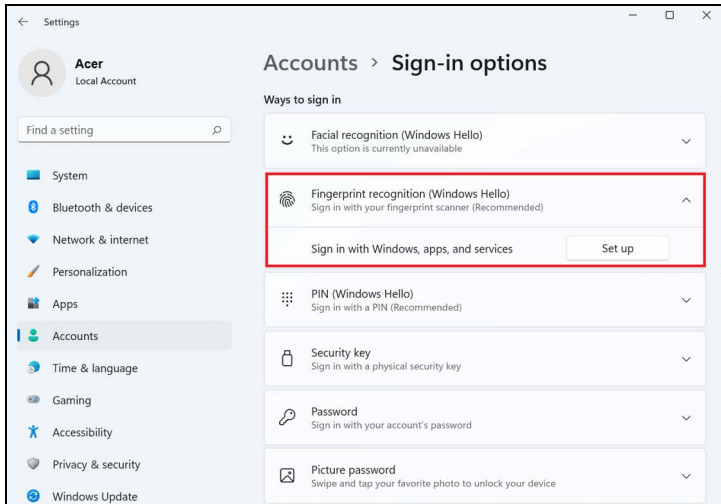 Settings
Acer
Local Account
Find a setting
System
Bluetooth & devices
Network & internet
Personalization
Apps
Accounts
Time & language
Gaming
Accessibility
Privacy & security
Windows Update
Accounts > Sign-in options
Ways to sign in
Facial recognition (Windows Hello)
This option is currently unavailable
Fingerprint recognition (Windows Hello)
Sign in with your fingerprint scanner (Recommended)
Sign in with Windows, apps, and services
Set up
PIN (Windows Hello)
Sign in with a PIN (Recommended)
Security key
Sign in with a physical security key
Password
Sign in with your account's password
Picture password
Swipe and tap your favorite photo to unlock your device